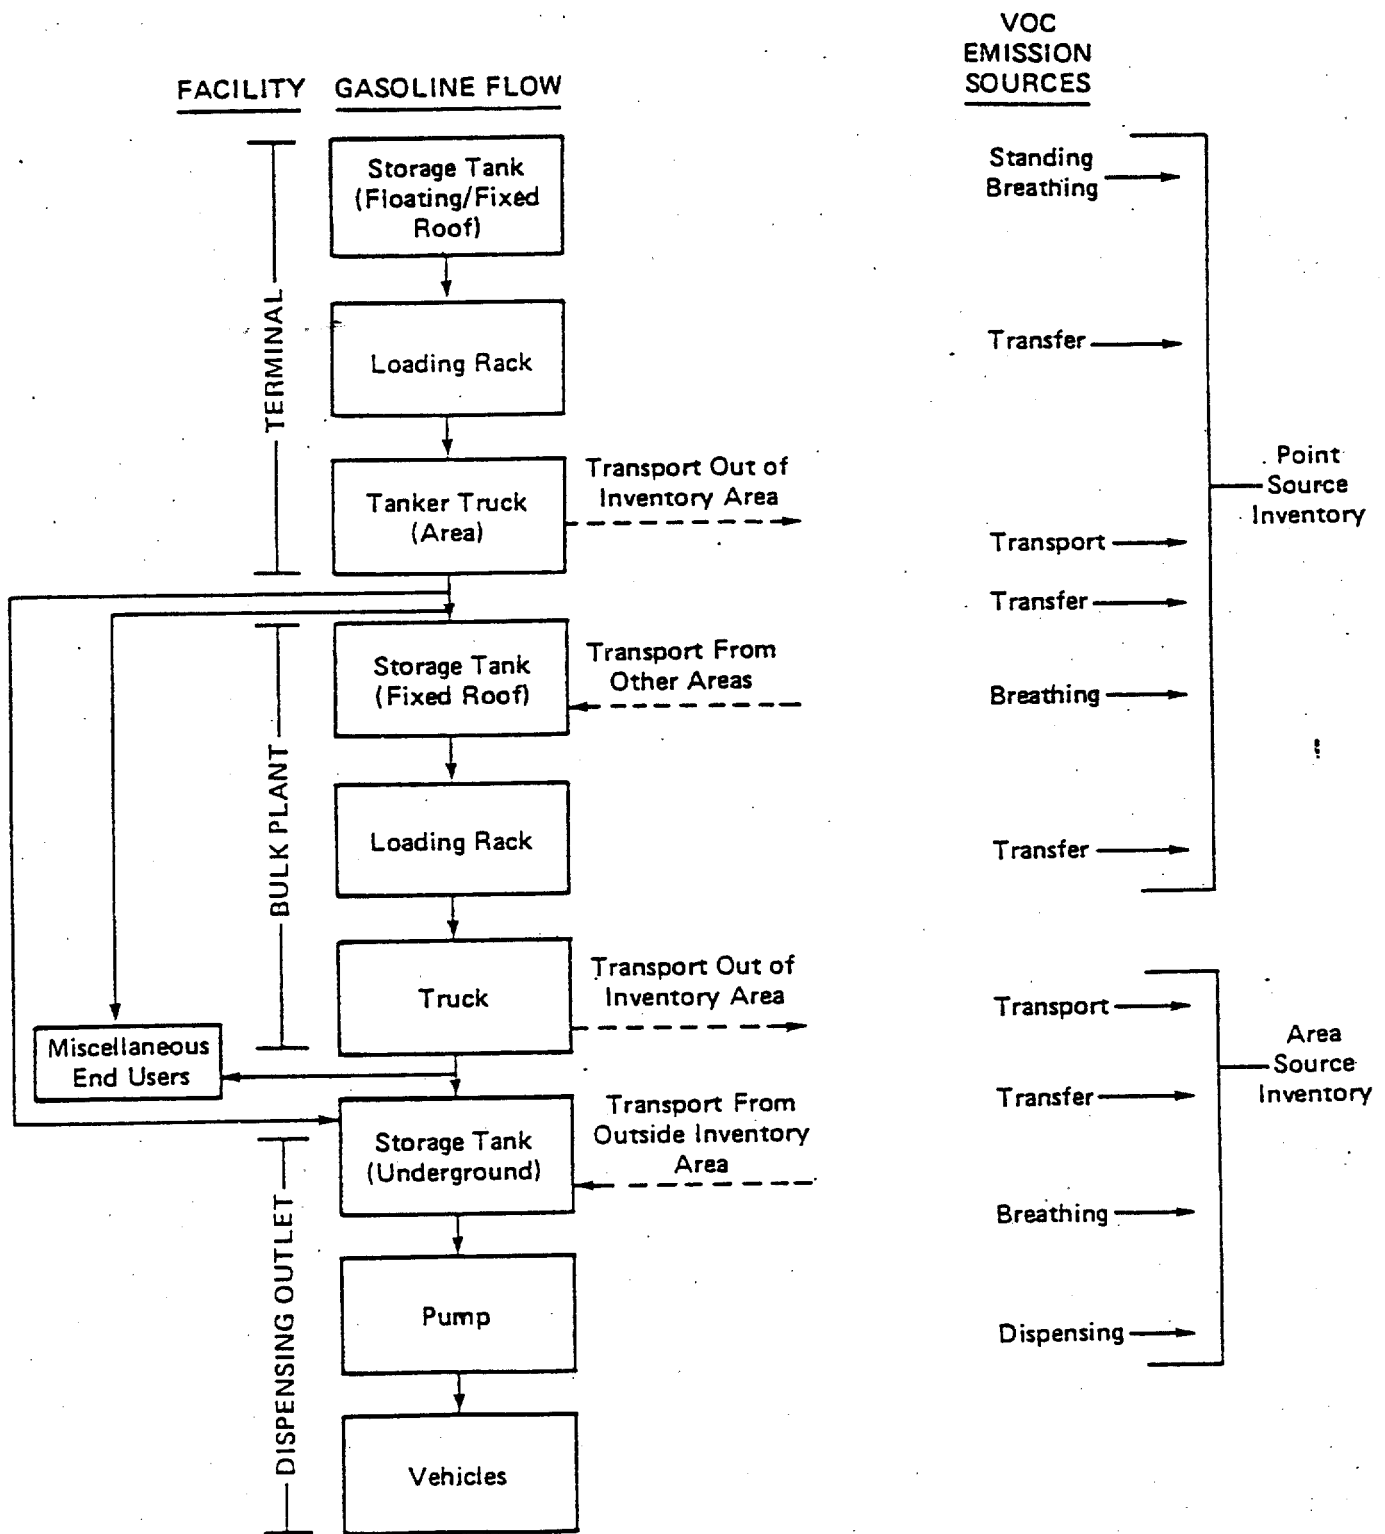 VOC
EMISSION
SOURCES
FACILITY
GASOLINE FLOW
Storage Tank
(Floating/Fixed
Roof)
Loading Rack
Tanker Truck
(Area)
Transport Out of
Inventory Area
TERMINAL
Storage Tank
(Fixed Roof)
Transport From
Other Areas
Loading Rack
Truck
Transport Out of
Inventory Area
BULK PLANT
Miscellaneous
End Users
Storage Tank
(Underground)
Transport From
Outside Inventory
Area
Pump
Vehicles
DISPENSING OUTLET
Standing
Breathing
Transfer
Transport
Transfer
Breathing
Transfer
Point
Source
Inventory
Transport
Transfer
Breathing
Dispensing
Area
Source
Inventory